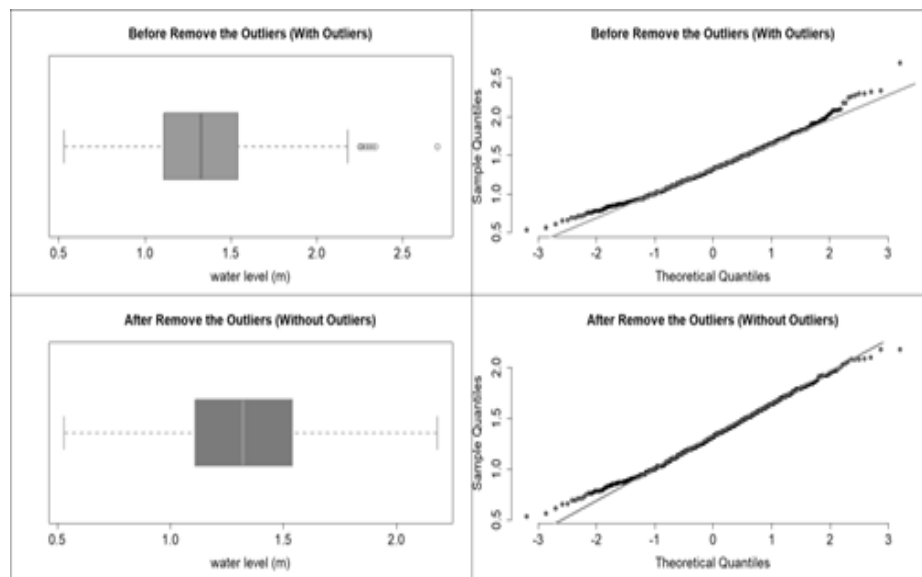 Before Remove the Outliers (With Outliers)
0.5 1.0 1.5 2.0 2.5
water level (m)
Before Remove the Outliers (With Outliers)
Sample Quantiles
0.5 1.0 1.5 2.0 2.5
-3 -2 -1 0 1 2 3
Theoretical Quantiles
After Remove the Outliers (Without Outliers)
0.5 1.0 1.5 2.0
water level (m)
After Remove the Outliers (Without Outliers)
Sample Quantiles
0.5 1.0 1.5 2.0
-3 -2 -1 0 1 2 3
Theoretical Quantiles